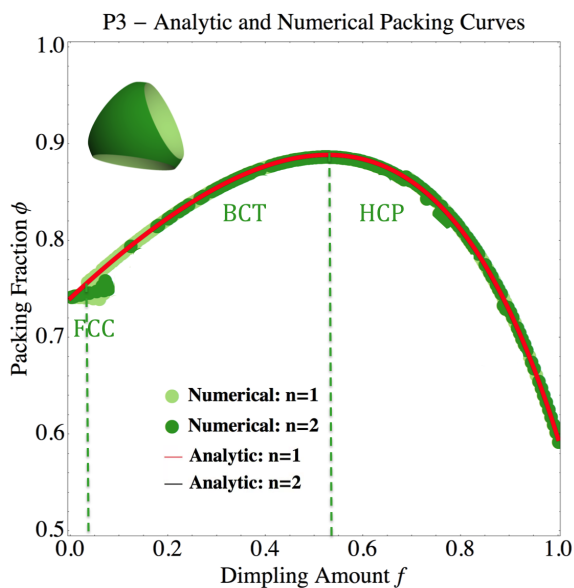 P3 − Analytic and Numerical Packing Curves
1.0
0.9
0.8
0.7
0.6
0.5
Packing Fraction ϕ
BCT
HCP
FCC
Numerical: n=1
Numerical: n=2
Analytic: n=1
Analytic: n=2
0.0 0.2 0.4 0.6 0.8 1.0
Dimpling Amount f